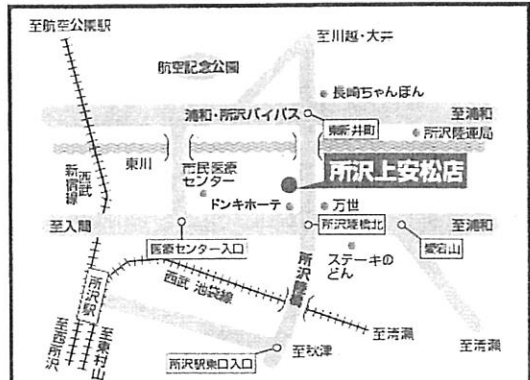 至航空公園駅
至川越・大井
航空記念公園
長崎ちゃんぽん
浦和・所沢バイパス
至浦和
東新井町
所沢陸運局
東川
市民医療
センター
所沢上安松店
西武
新宿線
ドンキホーテ
万世
至入間
所沢陸橋北
至浦和
愛宕山
医療センター入口
所沢陸橋
ステーキの
どん
西武 池袋線
所沢駅
至西所沢
至東村山
至清瀬
至清瀬
所沢駅東口入口
至秋津